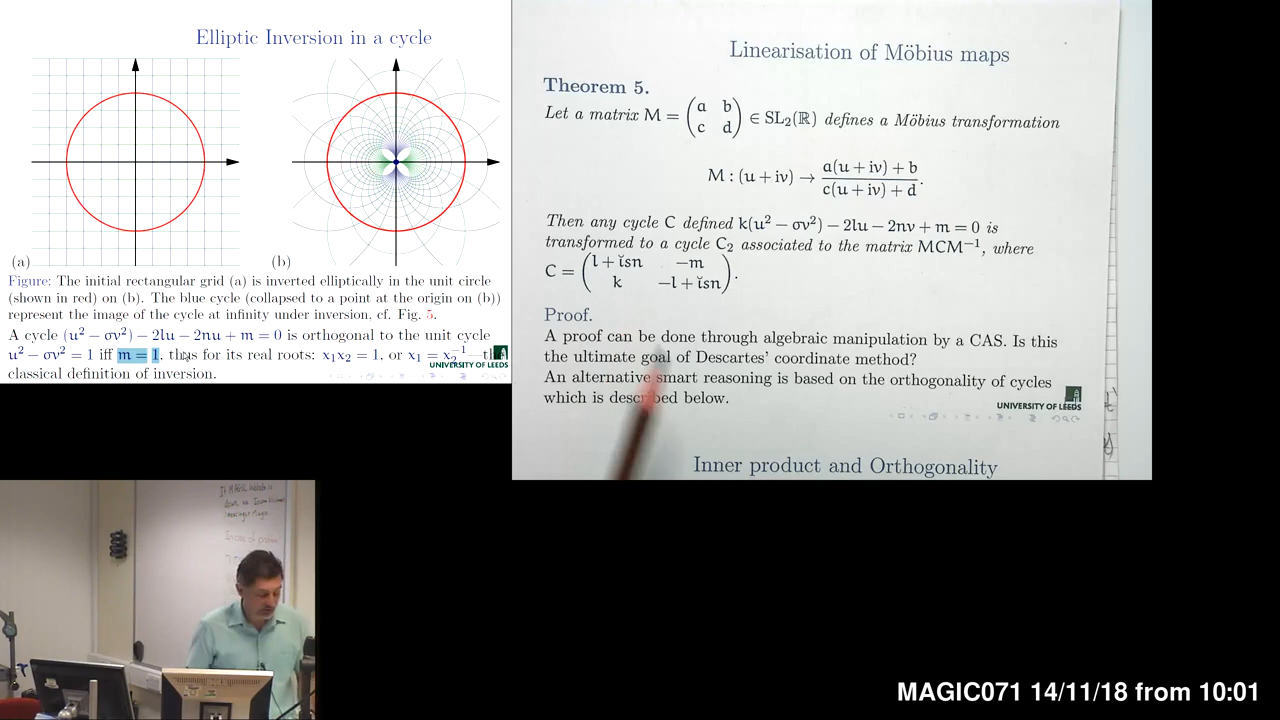 Elliptic Inversion in a cycle
(a)
(b)
Figure: The initial rectangular grid (a) is inverted elliptically in the unit circle
(shown in red) on (b). The blue cycle (collapsed to a point at the origin on (b))
represent the image of the cycle at infinity under inversion, cf. Fig. 5.
A cycle (u² − σv²) − 2lu − 2nu + m = 0 is orthogonal to the unit cycle
u² − σv² = 1 iff m = 1, thus for its real roots: x₁x₂ = 1, or x₁ = x₂⁻¹—th
classical definition of inversion.
UNIVERSITY OF LEEDS
Linearisation of Möbius maps
Theorem 5.
Let a matrix M = ( a b ; c d ) ∈ SL₂(ℝ) defines a Möbius transformation
M : (u + iv) → a(u + iv) + b / c(u + iv) + d .
Then any cycle C defined k(u² − σv²) − 2lu − 2nv + m = 0 is
transformed to a cycle C₂ associated to the matrix MCM⁻¹, where
C = ( l + ĭsn −m ; k −l + ĭsn ) .
Proof.
A proof can be done through algebraic manipulation by a CAS. Is this
the ultimate goal of Descartes' coordinate method?
An alternative smart reasoning is based on the orthogonality of cycles
which is described below.
UNIVERSITY OF LEEDS
Inner product and Orthogonality
If MAGIC website is
In case of
MAGIC071 14/11/18 from 10:01